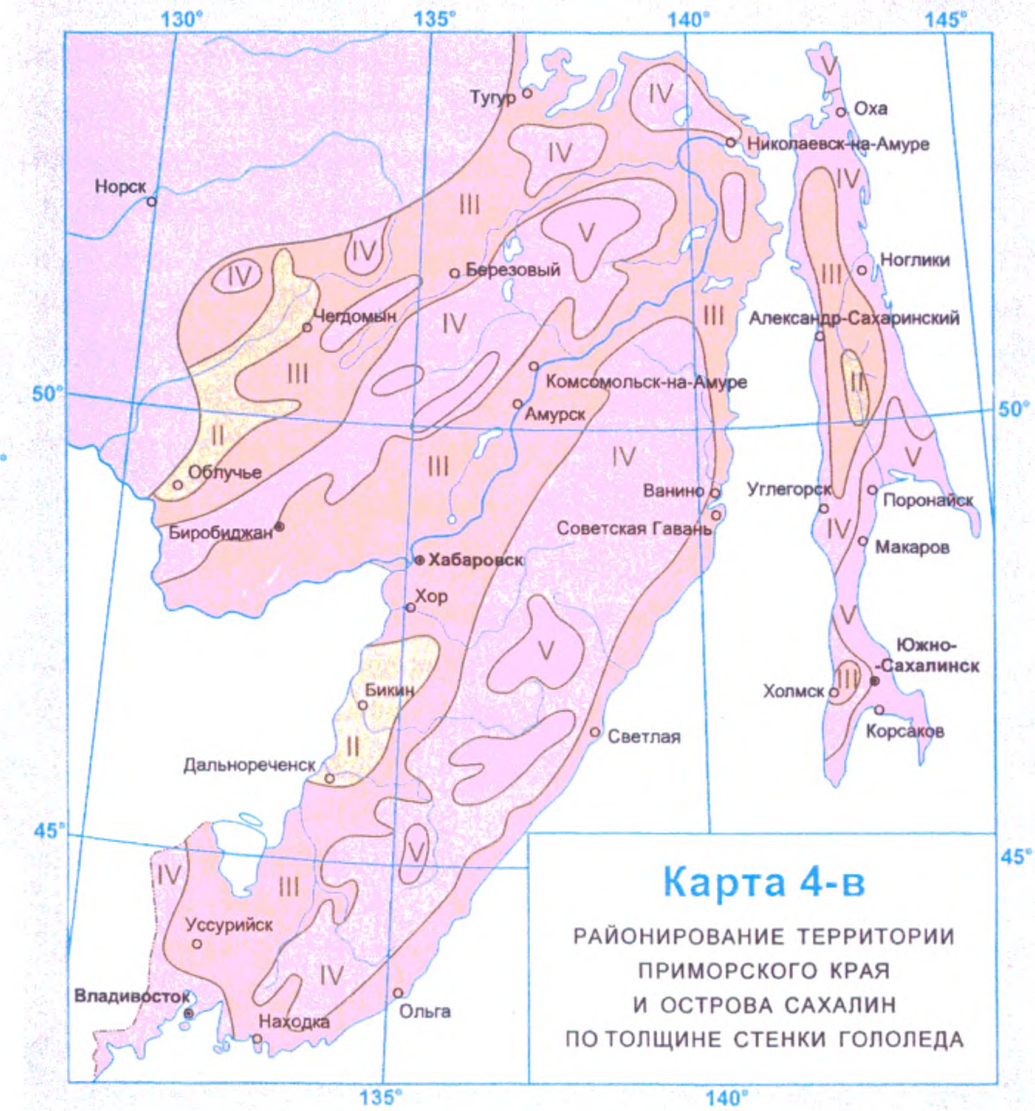 130°
135°
140°
145°
V
Тугур
IV
Оха
Николаевск-на-Амуре
IV
Норск
IV
III
V
IV
IV
Ноглики
III
Березовый
Чегдомын
IV
III
Александр-Сахаринский
III
50°
Комсомольск-на-Амуре
II
50°
Амурск
II
III
IV
V
Облучье
Ванино
Углегорск
Поронайск
Биробиджан
Советская Гавань
IV
Макаров
Хабаровск
Хор
V
V
Южно-
-Сахалинск
Бикин
Холмск
III
Корсаков
II
Светлая
Дальнореченск
45°
V
45°
IV
III
Карта 4-в
Уссурийск
РАЙОНИРОВАНИЕ ТЕРРИТОРИИ
ПРИМОРСКОГО КРАЯ
И ОСТРОВА САХАЛИН
ПО ТОЛЩИНЕ СТЕНКИ ГОЛОЛЕДА
IV
Владивосток
Ольга
Находка
135°
140°